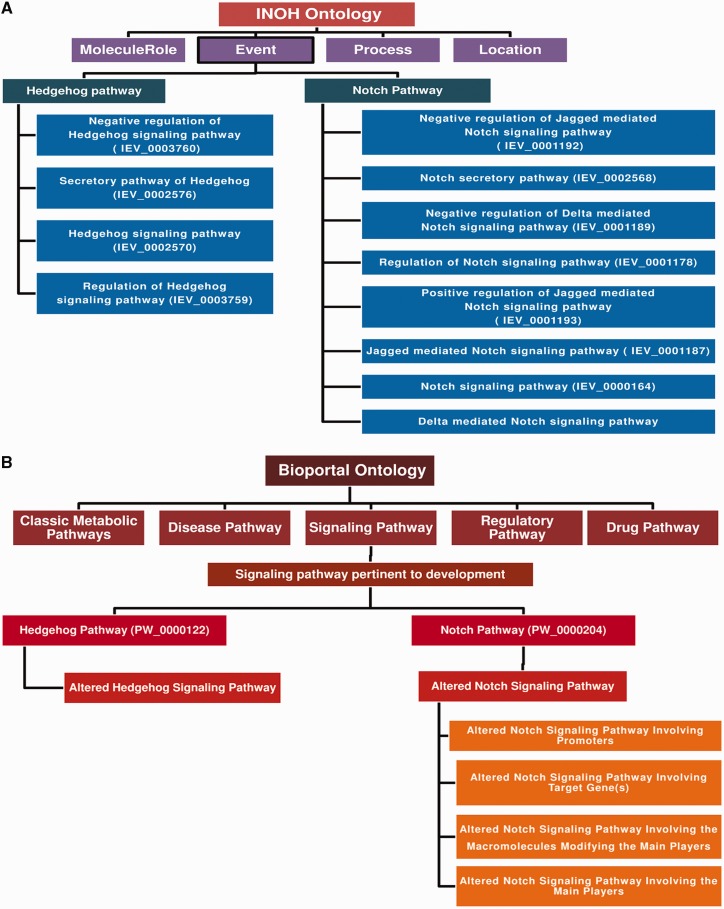 A
INOH Ontology
MoleculeRole
Event
Process
Location
Hedgehog pathway
Negative regulation of
Hedgehog signaling pathway
( IEV_0003760)
Secretory pathway of Hedgehog
(IEV_0002576)
Hedgehog signaling pathway
(IEV_0002570)
Regulation of Hedgehog
signaling pathway (IEV_0003759)
Notch Pathway
Negative regulation of Jagged mediated
Notch signaling pathway
( IEV_0001192)
Notch secretory pathway (IEV_0002568)
Negative regulation of Delta mediated
Notch signaling pathway
(IEV_0001189)
Regulation of Notch signaling pathway (IEV_0001178)
Positive regulation of Jagged mediated
Notch signaling pathway
( IEV_0001193)
Jagged mediated Notch signaling pathway ( IEV_0001187)
Notch signaling pathway (IEV_0000164)
Delta mediated Notch signaling pathway
B
Bioportal Ontology
Classic Metabolic
Pathways
Disease Pathway
Signaling Pathway
Regulatory
Pathway
Drug Pathway
Signaling pathway pertinent to development
Hedgehog Pathway (PW_0000122)
Altered Hedgehog Signaling Pathway
Notch Pathway (PW_0000204)
Altered Notch Signaling Pathway
Altered Notch Signaling Pathway Involving
Promoters
Altered Notch Signaling Pathway Involving
Target Gene(s)
Altered Notch Signaling Pathway Involving the
Macromolecules Modifying the Main Players
Altered Notch Signaling Pathway Involving the
Main Players